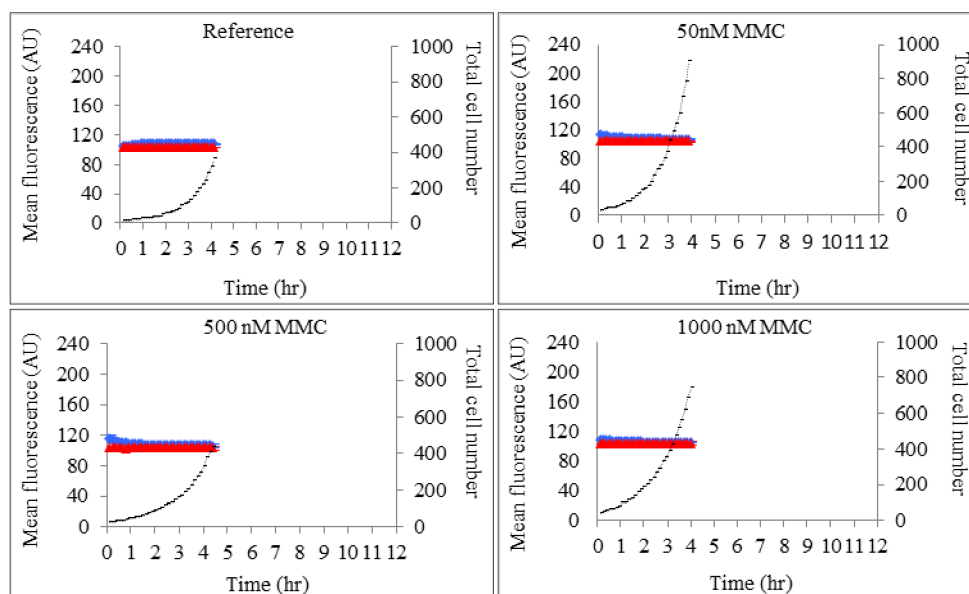 Reference
Mean fluorescence (AU)
240
200
160
120
80
40
0
1000
800
600
400
200
0
Total cell number
0 1 2 3 4 5 6 7 8 9 10 11 12
Time (hr)
50nM MMC
Mean fluorescence (AU)
240
200
160
120
80
40
0
1000
800
600
400
200
0
Total cell number
0 1 2 3 4 5 6 7 8 9 10 11 12
Time (hr)
500 nM MMC
Mean fluorescence (AU)
240
200
160
120
80
40
0
1000
800
600
400
200
0
Total cell number
0 1 2 3 4 5 6 7 8 9 10 11 12
Time (hr)
1000 nM MMC
Mean fluorescence (AU)
240
200
160
120
80
40
0
1000
800
600
400
200
0
Total cell number
0 1 2 3 4 5 6 7 8 9 10 11 12
Time (hr)